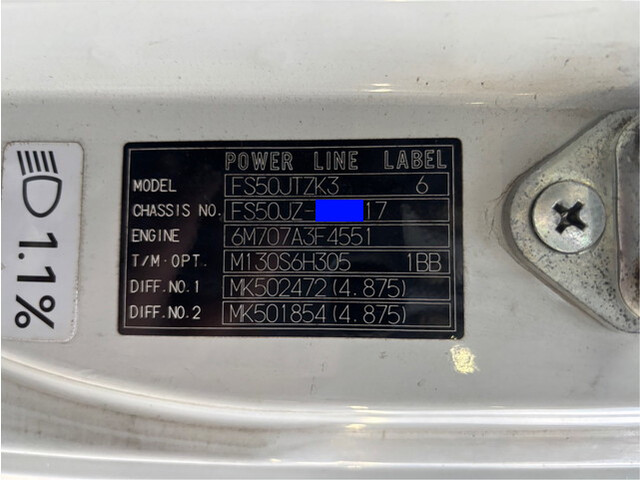 POWER LINE LABEL
MODEL FS50JTZK3 6
CHASSIS NO. FS50JZ- 17
ENGINE 6M707A3F4551
T/M·OPT. M130S6H305 1BB
DIFF.NO.1 MK502472(4.875)
DIFF.NO.2 MK501854(4.875)
1.1%